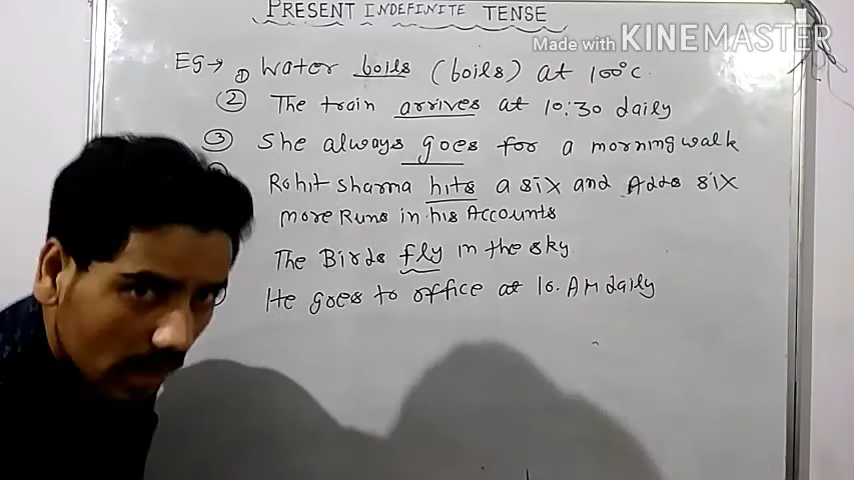 PRESENT INDEFINITE TENSE
Made with KINEMASTER
EG → ① Water boils (boils) at 100°C
② The train arrives at 10:30 daily
③ She always goes for a morning walk
Rohit Sharma hits a six and Adds six
more Runs in his Accounts
The Birds fly in the sky
He goes to office at 10. AM daily